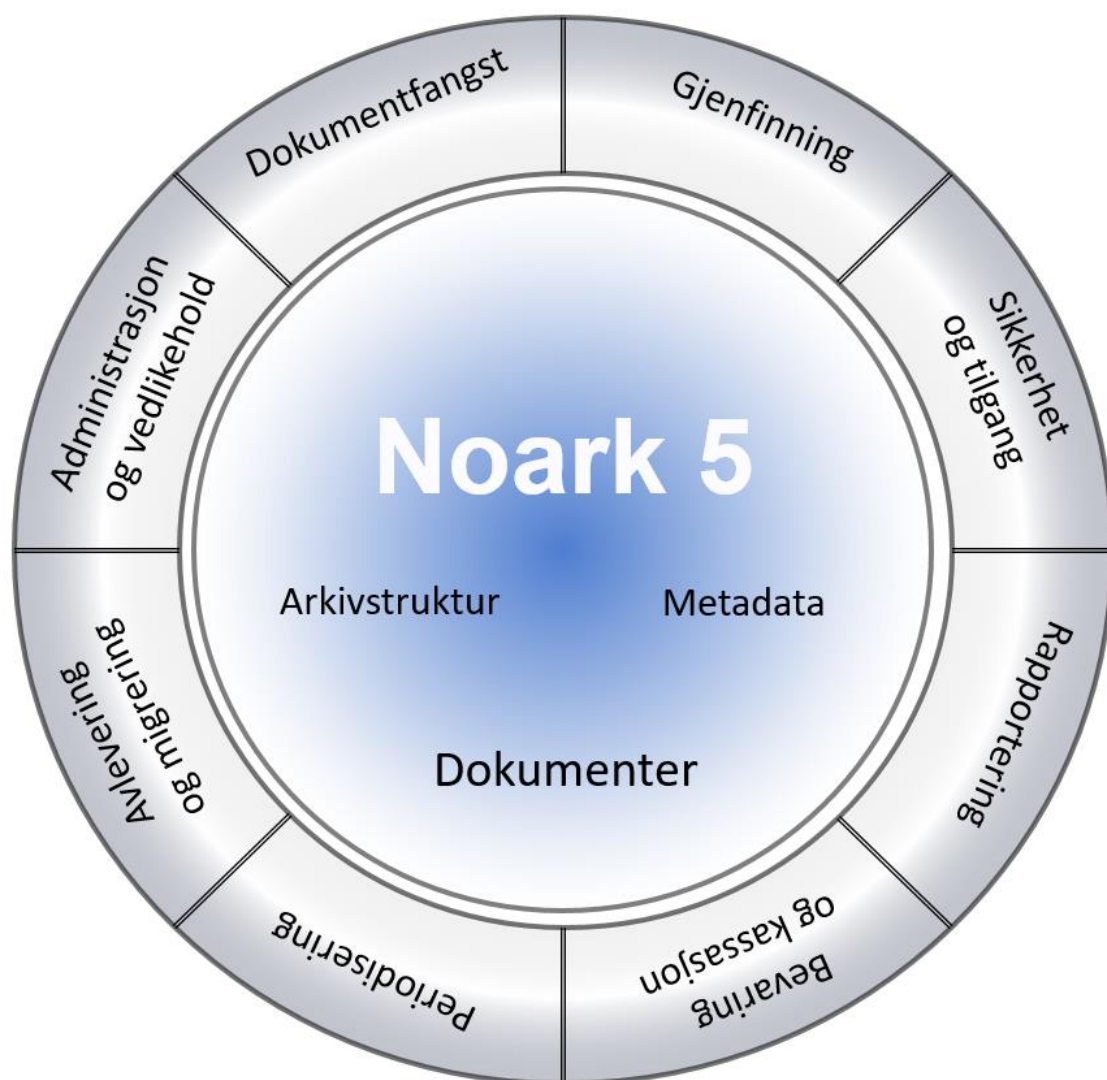 Dokumentfangst
Gjenfinning
Sikkerhet
og tilgang
Rapportering
Bevaring
og kassasjon
Periodisering
Avlevering
og migrering
Administrasjon
og vedlikehold
Noark 5
Arkivstruktur
Metadata
Dokumenter